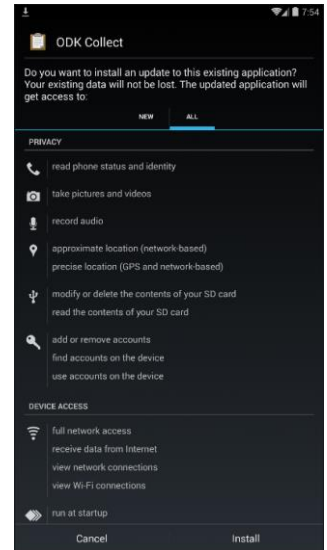 7:54
ODK Collect
Do you want to install an update to this existing application?
Your existing data will not be lost. The updated application will
get access to:
NEW
ALL
PRIVACY
read phone status and identity
take pictures and videos
record audio
approximate location (network-based)
precise location (GPS and network-based)
modify or delete the contents of your SD card
read the contents of your SD card
add or remove accounts
find accounts on the device
use accounts on the device
DEVICE ACCESS
full network access
receive data from Internet
view network connections
view Wi-Fi connections
run at startup
Cancel
Install